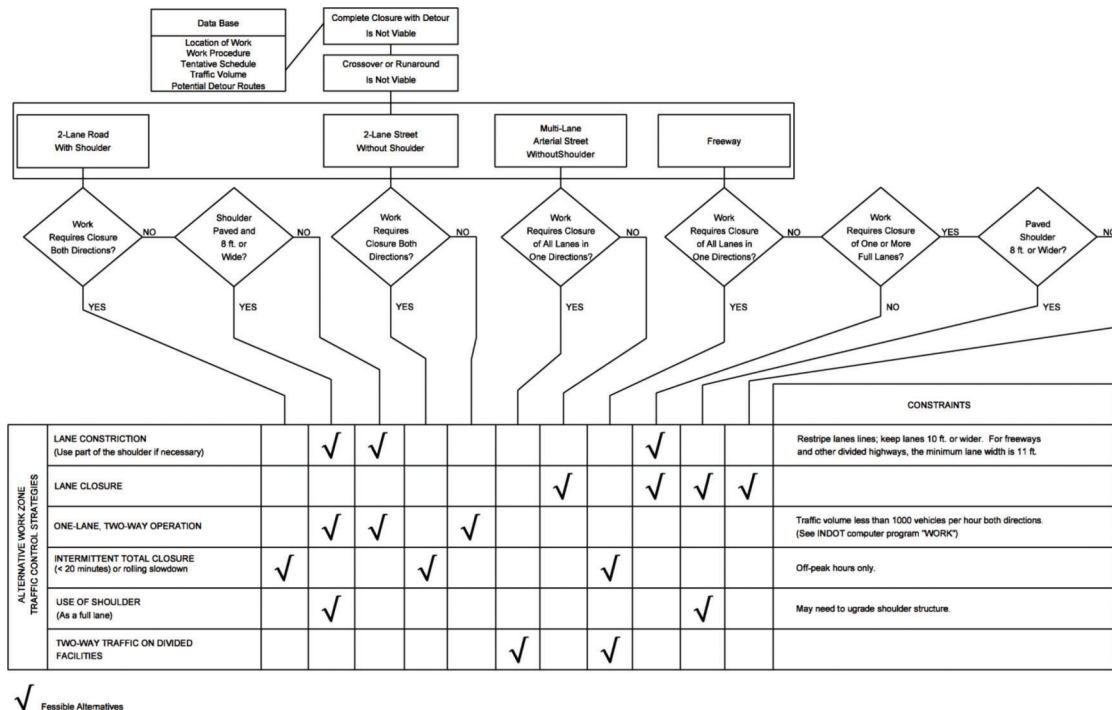 Data Base
Location of Work
Work Procedure
Tentative Schedule
Traffic Volume
Potential Detour Routes
Complete Closure with Detour
Is Not Viable
Crossover or Runaround
Is Not Viable
2-Lane Road
With Shoulder
2-Lane Street
Without Shoulder
Multi-Lane
Arterial Street
WithoutShoulder
Freeway
Work
Requires Closure
Both Directions?
NO
YES
Shoulder
Paved and
8 ft. or
Wide?
NO
YES
Work
Requires
Closure Both
Directions?
NO
YES
Work
Requires Closure
of All Lanes in
One Directions?
NO
YES
Work
Requires Closure
of All Lanes in
One Directions?
NO
YES
Work
Requires Closure
of One or More
Full Lanes?
YES
NO
Paved
Shoulder
8 ft. or Wider?
NO
YES
CONSTRAINTS
ALTERNATIVE WORK ZONE
TRAFFIC CONTROL STRATEGIES
LANE CONSTRICTION
(Use part of the shoulder if necessary)
√ √ √
Restripe lanes lines; keep lanes 10 ft. or wider. For freeways
and other divided highways, the minimum lane width is 11 ft.
LANE CLOSURE
√ √ √ √
ONE-LANE, TWO-WAY OPERATION
√ √ √
Traffic volume less than 1000 vehicles per hour both directions.
(See INDOT computer program "WORK")
INTERMITTENT TOTAL CLOSURE
(< 20 minutes) or rolling slowdown
√ √ √
Off-peak hours only.
USE OF SHOULDER
(As a full lane)
√ √
May need to ugrade shoulder structure.
TWO-WAY TRAFFIC ON DIVIDED
FACILITIES
√ √
√ Fessible Alternatives